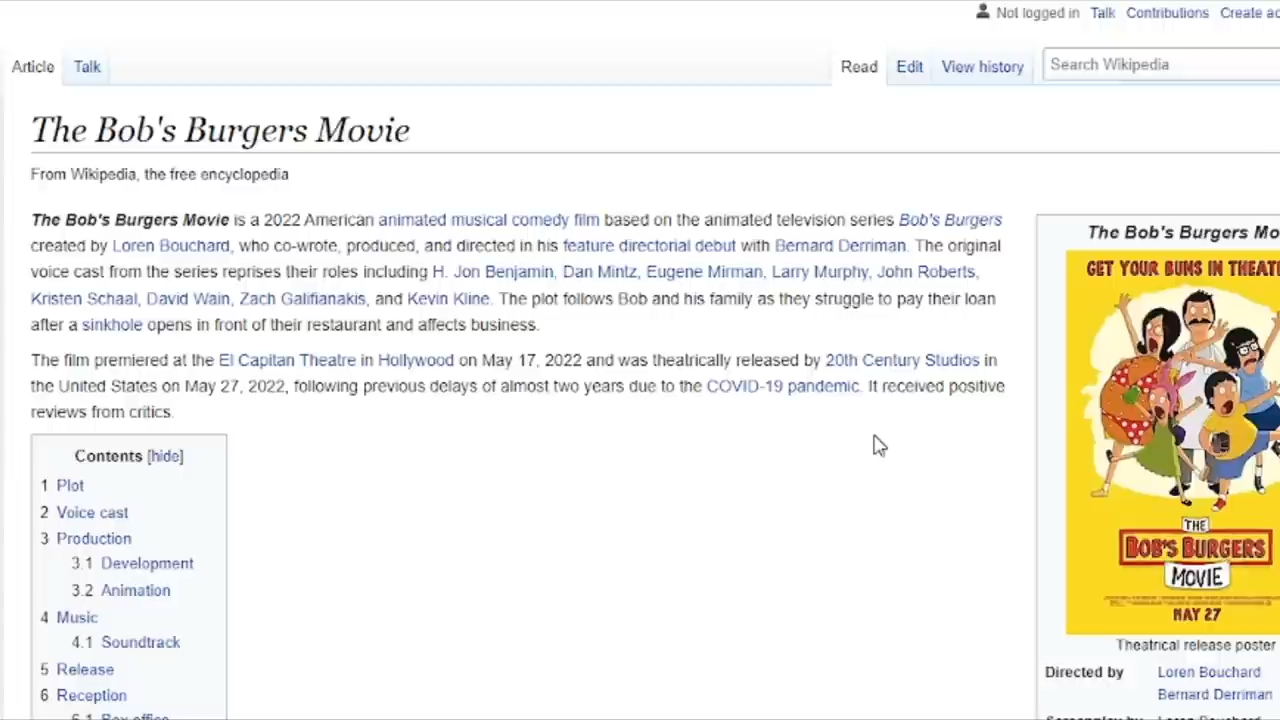 Not logged in Talk Contributions Create
Article Talk Read Edit View history Search Wikipedia
The Bob's Burgers Movie
From Wikipedia, the free encyclopedia
The Bob's Burgers Movie is a 2022 American animated musical comedy film based on the animated television series Bob's Burgers
created by Loren Bouchard, who co-wrote, produced, and directed in his feature directorial debut with Bernard Derriman. The original
voice cast from the series reprises their roles including H. Jon Benjamin, Dan Mintz, Eugene Mirman, Larry Murphy, John Roberts,
Kristen Schaal, David Wain, Zach Galifianakis, and Kevin Kline. The plot follows Bob and his family as they struggle to pay their loan
after a sinkhole opens in front of their restaurant and affects business.
The film premiered at the El Capitan Theatre in Hollywood on May 17, 2022 and was theatrically released by 20th Century Studios in
the United States on May 27, 2022, following previous delays of almost two years due to the COVID-19 pandemic. It received positive
reviews from critics.
Contents [hide]
1 Plot
2 Voice cast
3 Production
3.1 Development
3.2 Animation
4 Music
4.1 Soundtrack
5 Release
6 Reception
The Bob's Burgers Mo
GET YOUR BUNS IN THEAT
THE
BOB'S BURGERS
MOVIE
MAY 27
Theatrical release poster
Directed by Loren Bouchard
Bernard Derriman